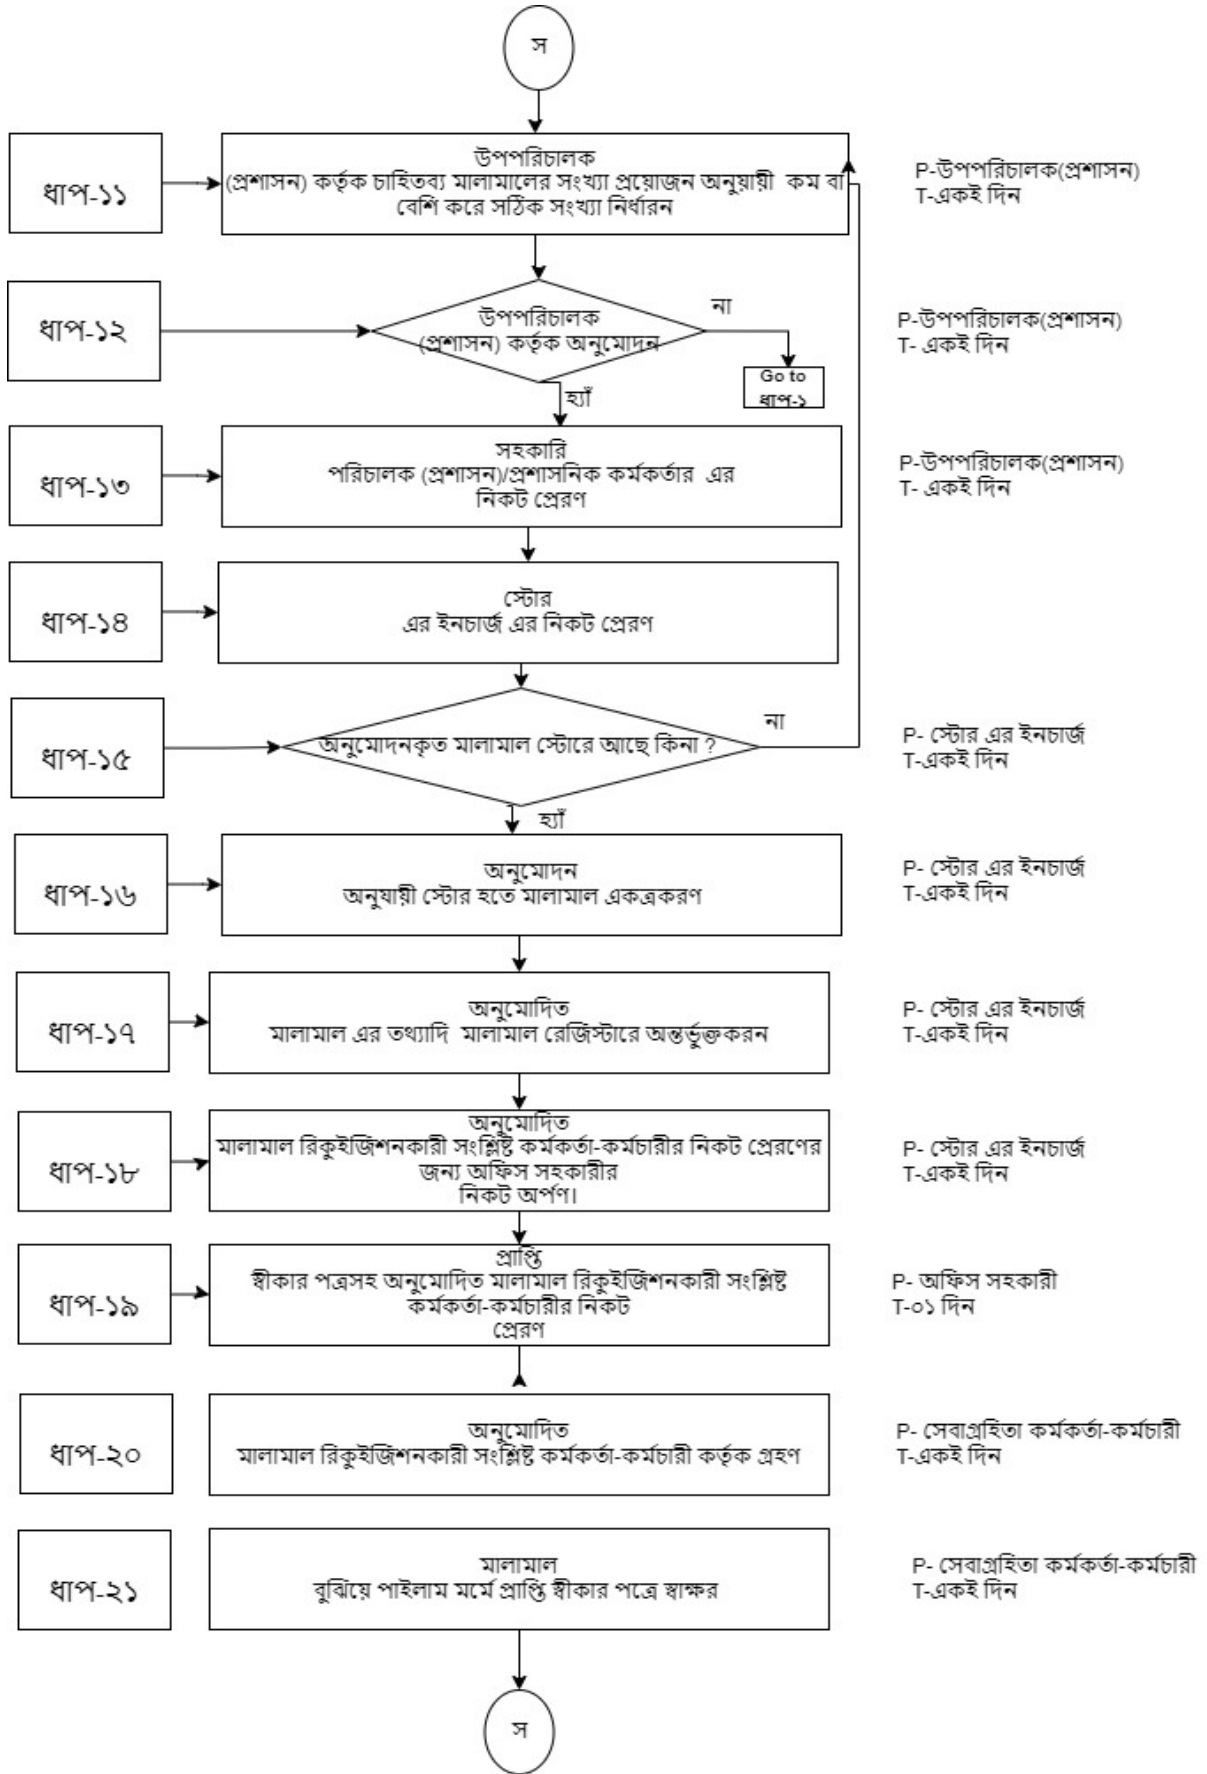 স
ধাপ-১১
উপপরিচালক
(প্রশাসন) কর্তৃক চাহিতব্য মালামালের সংখ্যা প্রয়োজন অনুয়ায়ী কম বা
বেশি করে সঠিক সংখ্যা নির্ধারন
P-উপপরিচালক(প্রশাসন)
T-একই দিন
ধাপ-১২
উপপরিচালক
(প্রশাসন) কর্তৃক অনুমোদন
না
Go to
ধাপ-১
হ্যাঁ
P-উপপরিচালক(প্রশাসন)
T- একই দিন
ধাপ-১৩
সহকারি
পরিচালক (প্রশাসন)/প্রশাসনিক কর্মকর্তার এর
নিকট প্রেরণ
P-উপপরিচালক(প্রশাসন)
T- একই দিন
ধাপ-১৪
স্টোর
এর ইনচার্জ এর নিকট প্রেরণ
ধাপ-১৫
অনুমোদনকৃত মালামাল স্টোরে আছে কিনা ?
না
হ্যাঁ
P- স্টোর এর ইনচার্জ
T-একই দিন
ধাপ-১৬
অনুমোদন
অনুযায়ী স্টোর হতে মালামাল একত্রকরণ
P- স্টোর এর ইনচার্জ
T-একই দিন
ধাপ-১৭
অনুমোদিত
মালামাল এর তথ্যাদি মালামাল রেজিস্টারে অন্তর্ভুক্তকরন
P- স্টোর এর ইনচার্জ
T-একই দিন
ধাপ-১৮
অনুমোদিত
মালামাল রিকুইজিশনকারী সংশ্লিষ্ট কর্মকর্তা-কর্মচারীর নিকট প্রেরণের
জন্য অফিস সহকারীর
নিকট অর্পণ।
P- স্টোর এর ইনচার্জ
T-একই দিন
ধাপ-১৯
প্রাপ্তি
স্বীকার পত্রসহ অনুমোদিত মালামাল রিকুইজিশনকারী সংশ্লিষ্ট
কর্মকর্তা-কর্মচারীর নিকট
প্রেরণ
P- অফিস সহকারী
T-০১ দিন
ধাপ-২০
অনুমোদিত
মালামাল রিকুইজিশনকারী সংশ্লিষ্ট কর্মকর্তা-কর্মচারী কর্তৃক গ্রহণ
P- সেবাগ্রহিতা কর্মকর্তা-কর্মচারী
T-একই দিন
ধাপ-২১
মালামাল
বুঝিয়ে পাইলাম মর্মে প্রাপ্তি স্বীকার পত্রে স্বাক্ষর
P- সেবাগ্রহিতা কর্মকর্তা-কর্মচারী
T-একই দিন
স